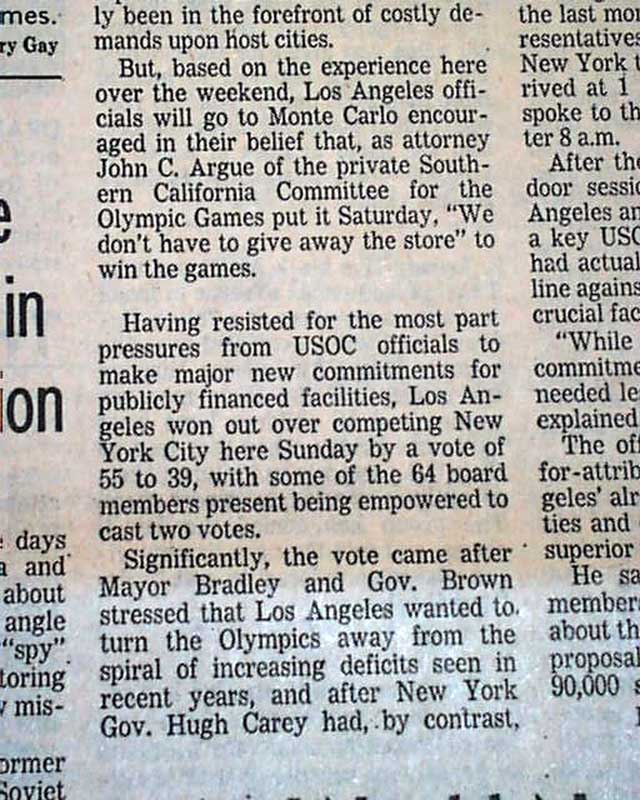 mes.
ry Gay
e
in
ion
days
a and
about
angle
"spy"
toring
mis-
ormer
Soviet
ly been in the forefront of costly de-
mands upon host cities.
But, based on the experience here
over the weekend, Los Angeles offi-
cials will go to Monte Carlo encour-
aged in their belief that, as attorney
John C. Argue of the private South-
ern California Committee for the
Olympic Games put it Saturday, "We
don't have to give away the store" to
win the games.
Having resisted for the most part
pressures from USOC officials to
make major new commitments for
publicly financed facilities, Los An-
geles won out over competing New
York City here Sunday by a vote of
55 to 39, with some of the 64 board
members present being empowered to
cast two votes.
Significantly, the vote came after
Mayor Bradley and Gov. Brown
stressed that Los Angeles wanted to
turn the Olympics away from the
spiral of increasing deficits seen in
recent years, and after New York
Gov. Hugh Carey had, by contrast,
the last mon
resentatives
New York t
rived at 1
spoke to th
ter 8 a.m.
After the
door sessio
Angeles an
a key USC
had actual
line agains
crucial fac
"While
commitme
needed le
explained
The off
for-attrib
geles' alr
ties and
superior
He sa
member
about th
proposal
90,000 s